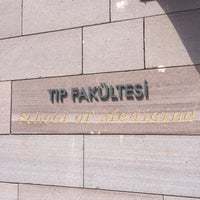 TIP FAKÜLTESİ
School of Medicine